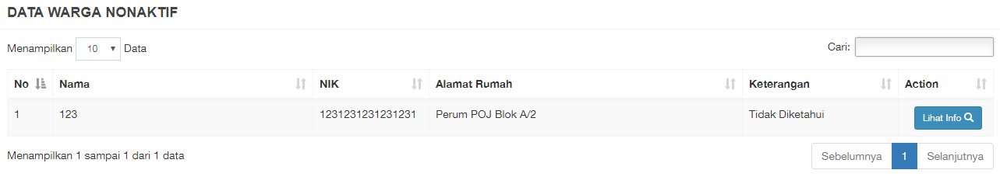 DATA WARGA NONAKTIF
Menampilkan 10 Data Cari:
No Nama NIK Alamat Rumah Keterangan Action
1 123 1231231231231231 Perum POJ Blok A/2 Tidak Diketahui Lihat Info
Menampilkan 1 sampai 1 dari 1 data Sebelumnya 1 Selanjutnya